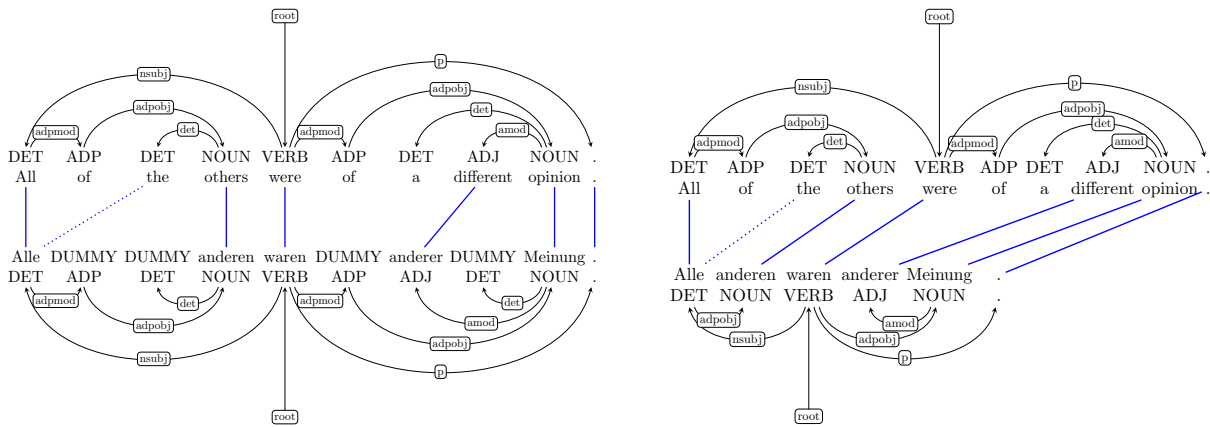 root
p
nsubj
adpobj
adpobj
det
adpmod
det
adpmod
amod
DET ADP DET NOUN VERB ADP DET ADJ NOUN .
All of the others were of a different opinion .
Alle DUMMY DUMMY anderen waren DUMMY anderer DUMMY Meinung .
DET ADP DET NOUN VERB ADP ADJ DET NOUN .
adpmod
det
adpmod
det
adpobj
amod
adpobj
nsubj
p
root
root
p
nsubj
adpobj
adpobj
det
adpmod
det
adpmod
amod
DET ADP DET NOUN VERB ADP DET ADJ NOUN .
All of the others were of a different opinion .
Alle anderen waren anderer Meinung .
DET NOUN VERB ADJ NOUN .
adpobj
amod
nsubj
adpobj
p
root